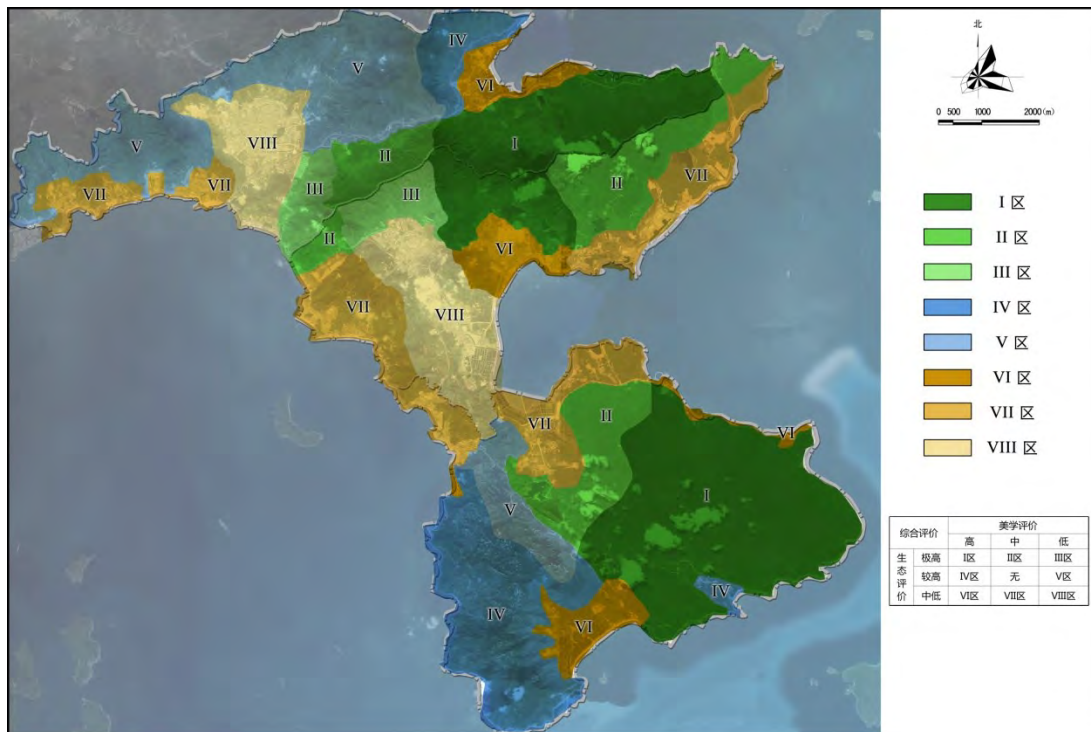 IV
V
VI
I
VIII
V
II
II
VII
III
III
VII
VII
II
VI
VII
VIII
II
VII
VI
I
V
IV
IV
VI
北
0 500 1000 2000(m)
I 区
II 区
III 区
IV 区
V 区
VI 区
VII 区
VIII 区
综合评价 美学评价
高 中 低
生态评价 极高 I区 II区 III区
较高 IV区 无 V区
中低 VI区 VII区 VIII区